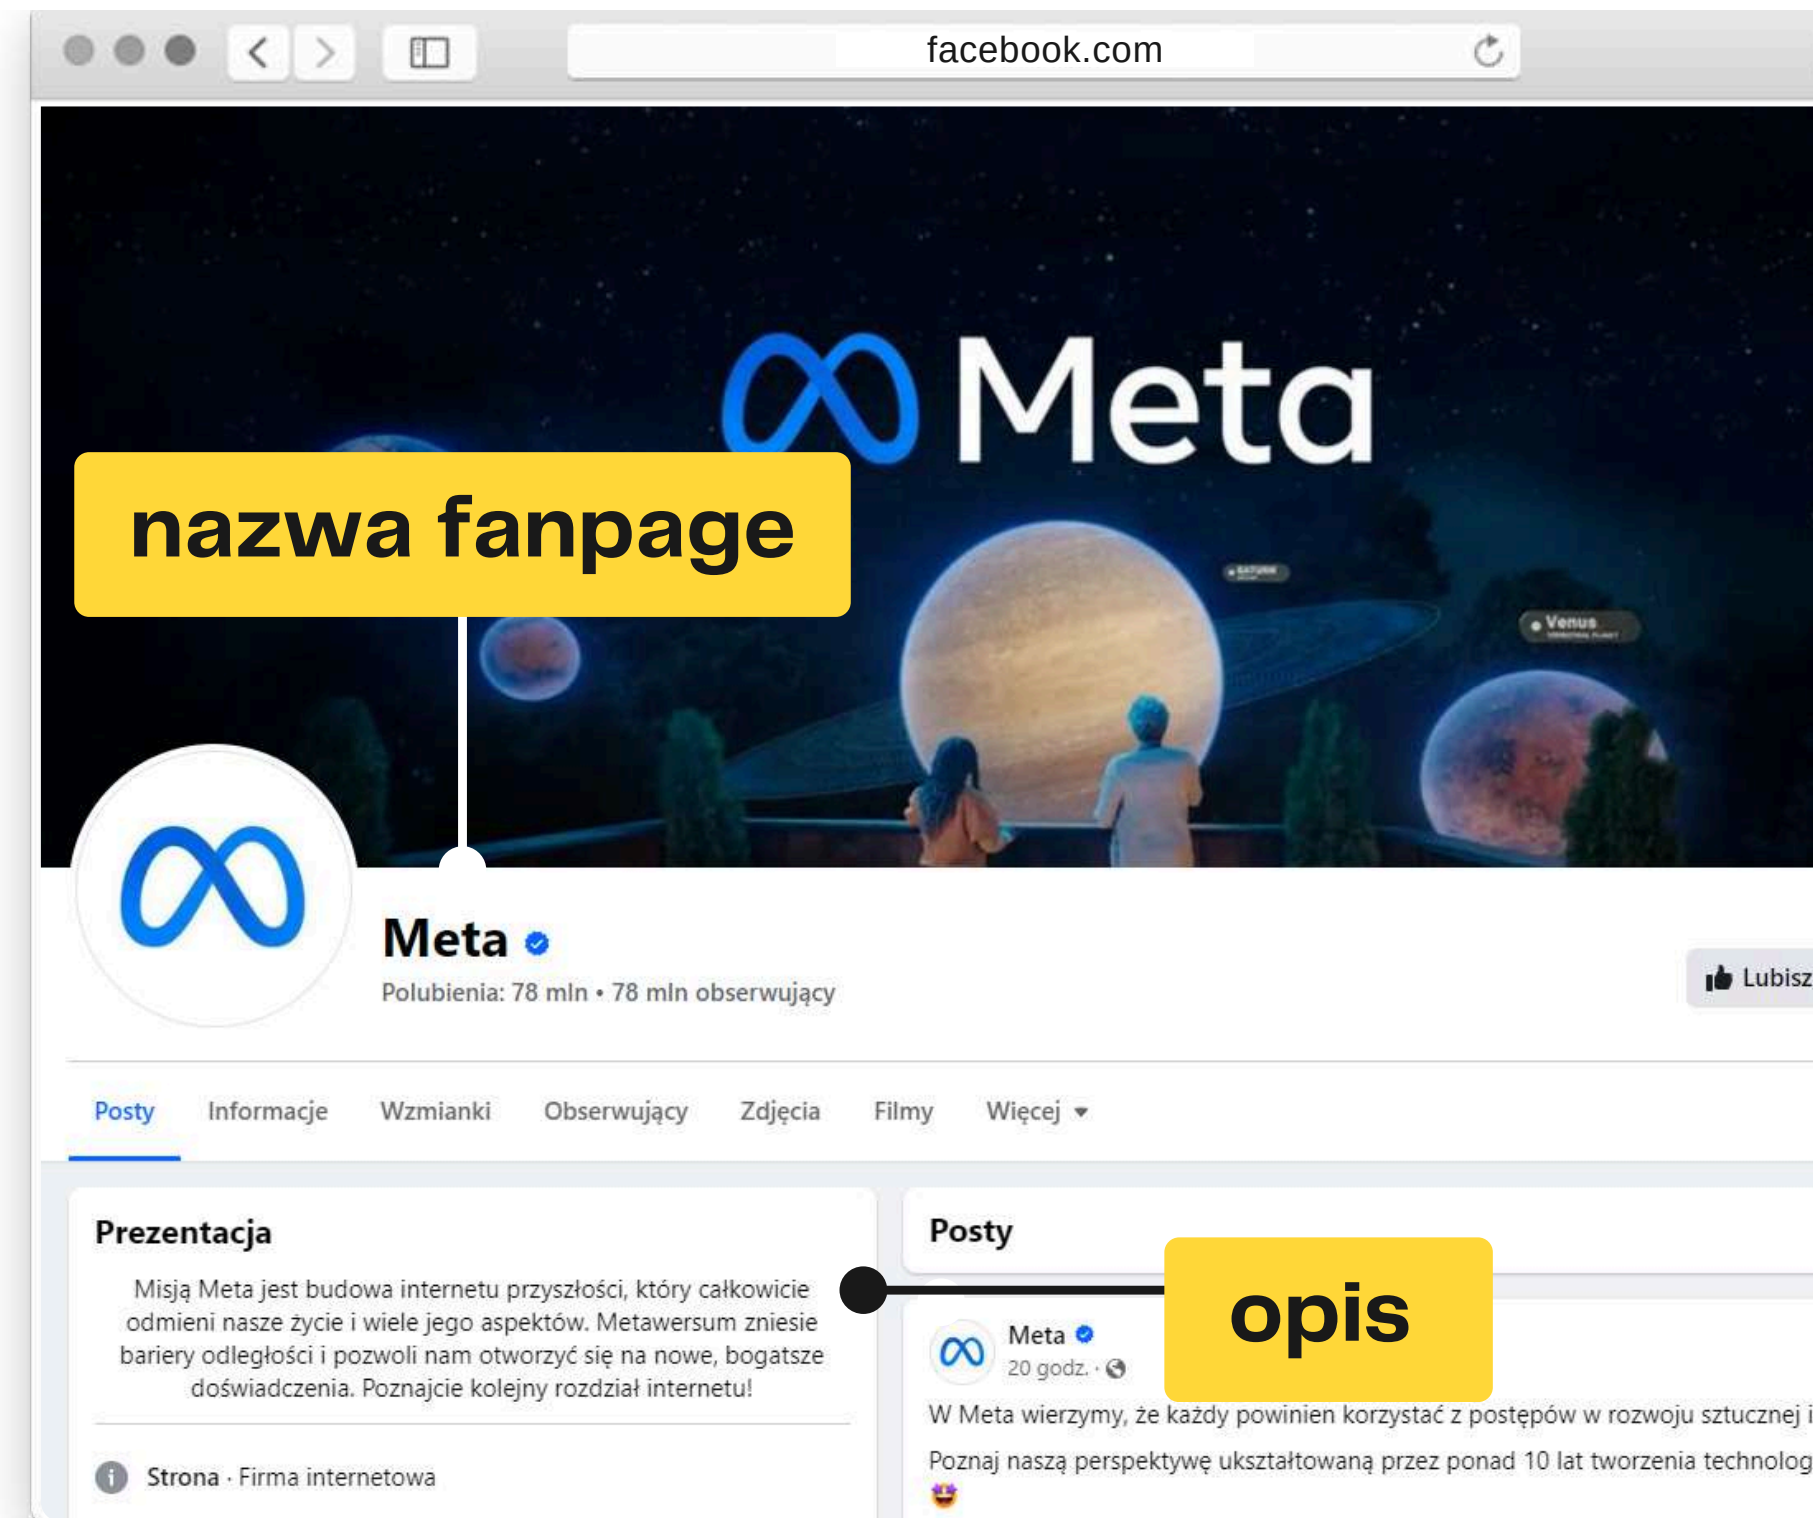 facebook.com
Meta
nazwa fanpage
SATURN
Venus
Meta
Polubienia: 78 mln • 78 mln obserwujący
Lubisz
Posty Informacje Wzmianki Obserwujący Zdjęcia Filmy Więcej
Prezentacja
Misją Meta jest budowa internetu przyszłości, który całkowicie
odmieni nasze życie i wiele jego aspektów. Metawersum zniesie
bariery odległości i pozwoli nam otworzyć się na nowe, bogatsze
doświadczenia. Poznajcie kolejny rozdział internetu!
Strona · Firma internetowa
Posty
opis
Meta
20 godz. ·
W Meta wierzymy, że każdy powinien korzystać z postępów w rozwoju sztucznej i
Poznaj naszą perspektywę ukształtowaną przez ponad 10 lat tworzenia technolog